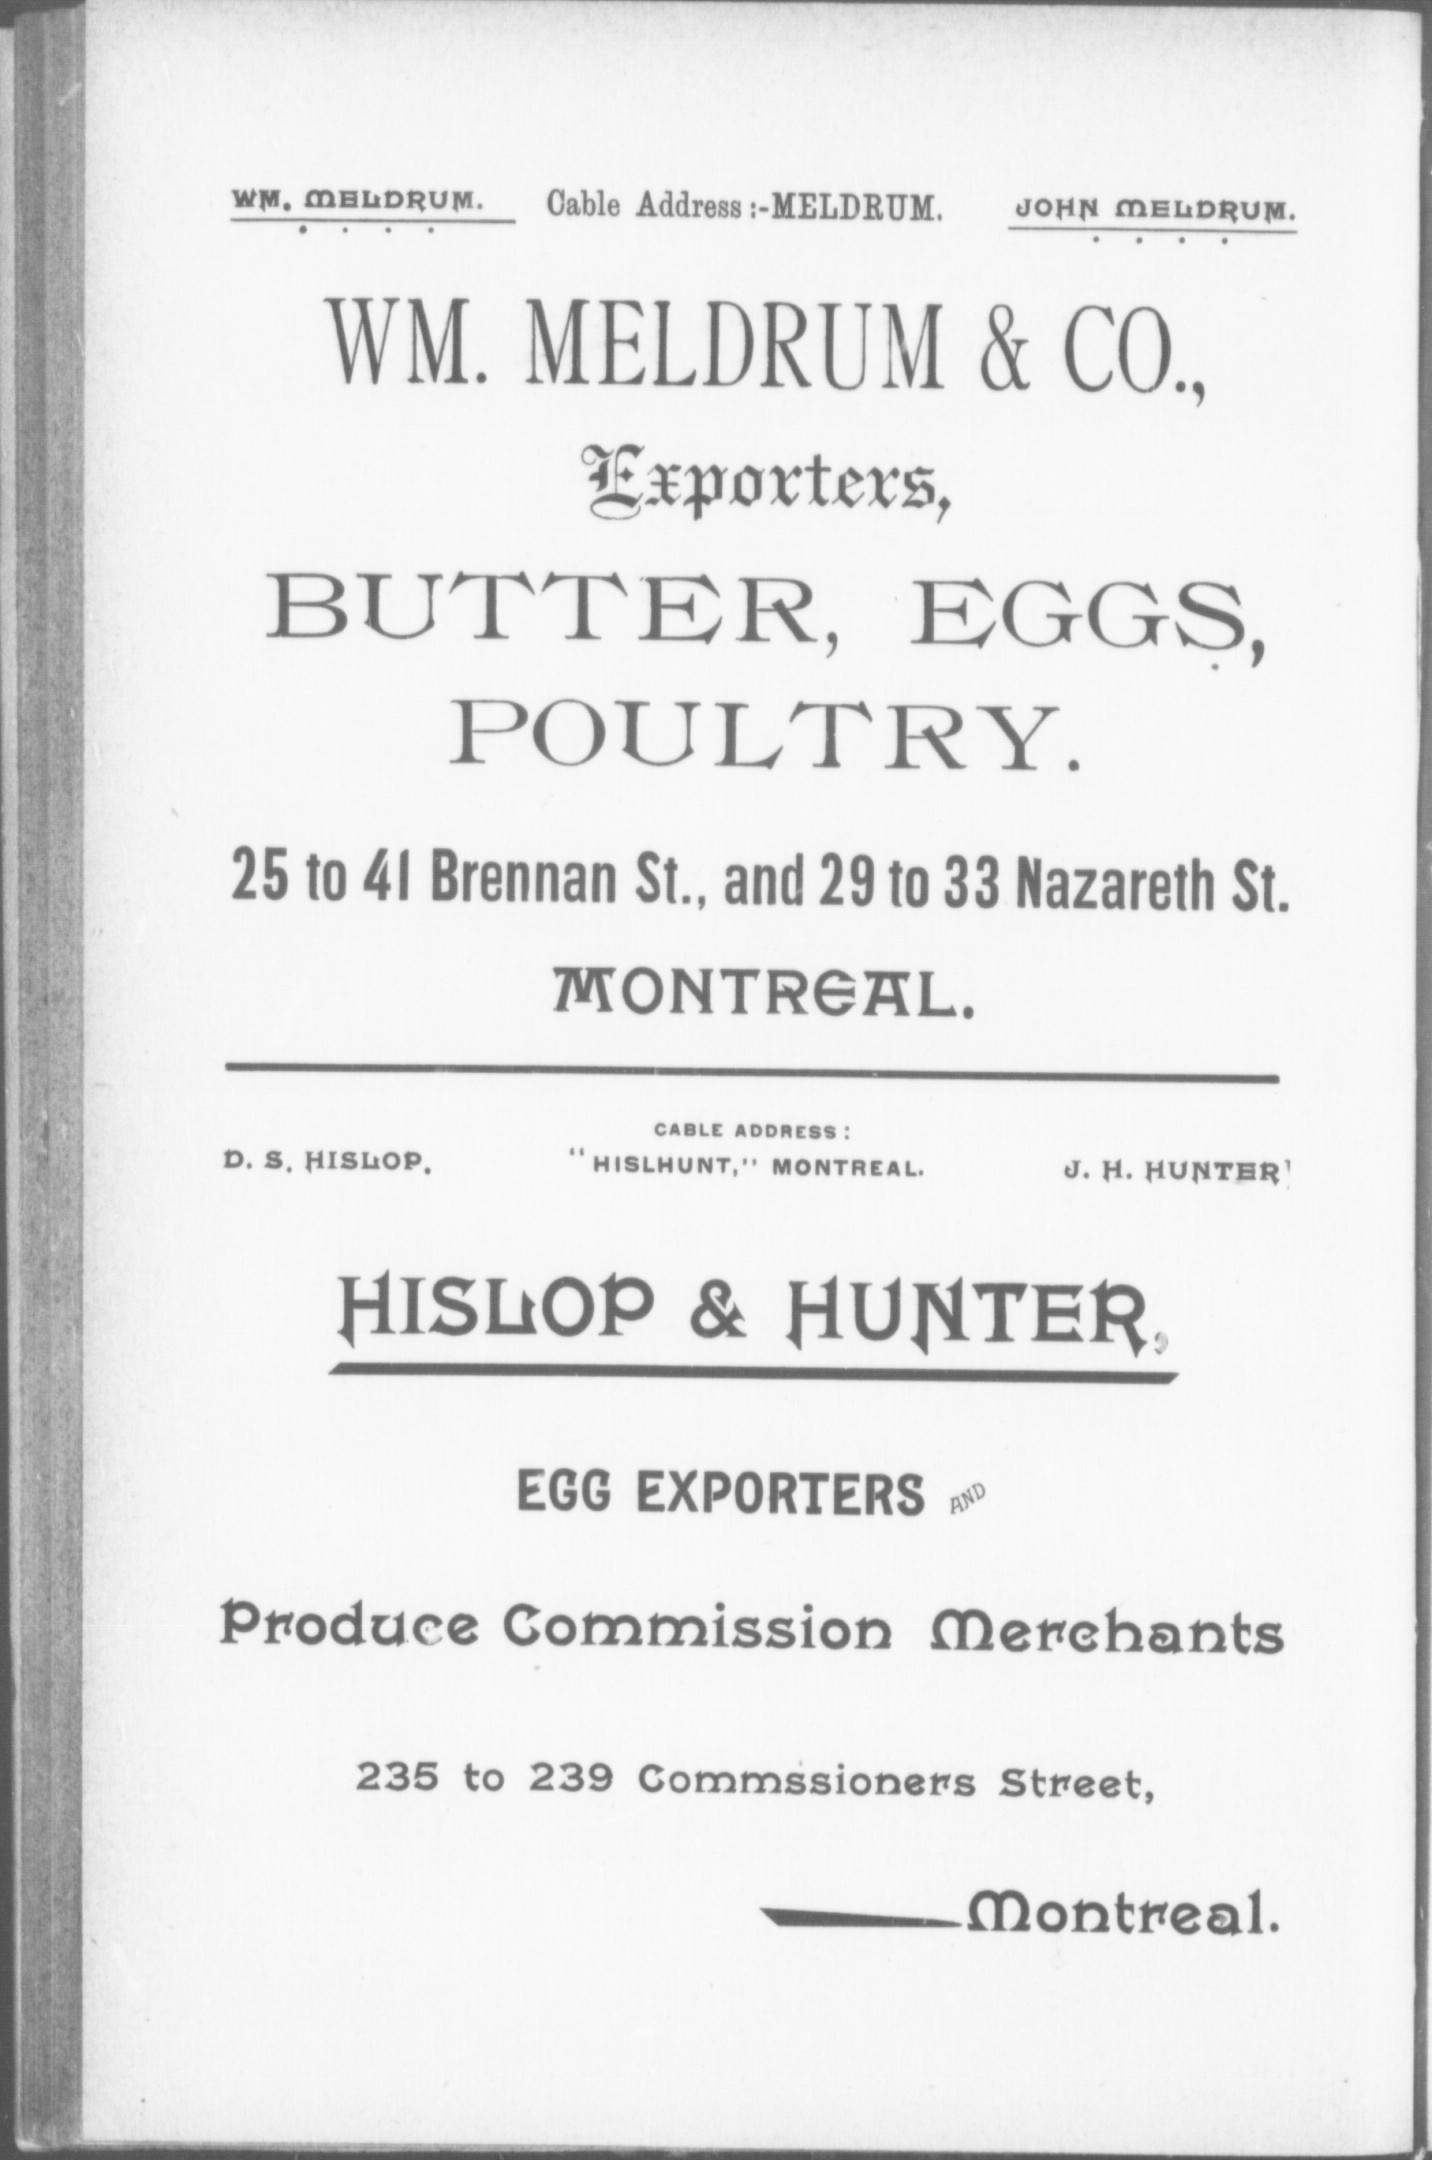 WM. MELDRUM. Cable Address :-MELDRUM. JOHN MELDRUM.
WM. MELDRUM & CO.,
Exporters,
BUTTER, EGGS,
POULTRY.
25 to 41 Brennan St., and 29 to 33 Nazareth St.
MONTREAL.
CABLE ADDRESS:
D. S. HISLOP. "HISLHUNT," MONTREAL. J. H. HUNTER
HISLOP & HUNTER,
EGG EXPORTERS AND
Produce Commission Merchants
235 to 239 Commssioners Street,
Montreal.